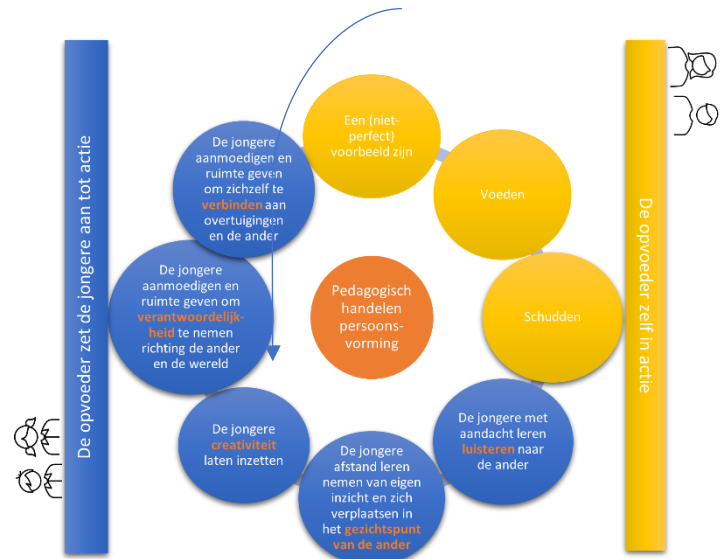 De opvoeder zet de jongere aan tot actie
Een (niet-
perfect)
voorbeeld zijn
Voeden
Schudden
De jongere met
aandacht leren
luisteren naar
de ander
De jongere
afstand leren
nemen van eigen
inzicht en zich
verplaatsen in
het gezichtspunt
van de ander
De jongere
creativiteit
laten inzetten
De jongere
aanmoedigen en
ruimte geven om
verantwoordelijk-
heid te nemen
richting de ander
en de wereld
De jongere
aanmoedigen en
ruimte geven
om zichzelf te
verbinden aan
overtuigingen
en de ander
Pedagogisch
handelen
persoons-
vorming
De opvoeder zelf in actie